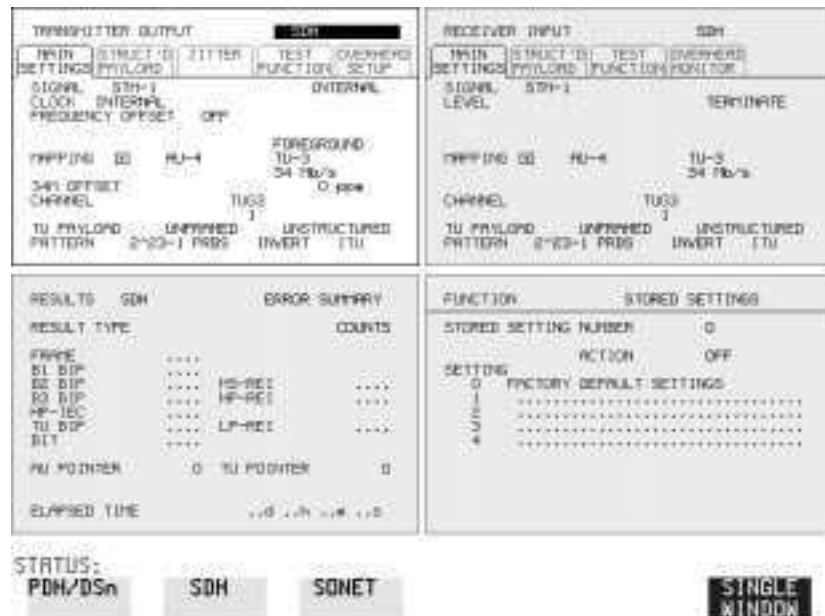 TRANSMITTER OUTPUT SDH
MAIN SETTINGS STRUCT'D PAYLOAD JITTER TEST FUNCTION OVERHEAD SETUP
SIGNAL STM-1 INTERNAL
CLOCK INTERNAL
FREQUENCY OFFSET OFF
FOREGROUND
MAPPING AU-4 TU-3
34 Mb/s
34M OFFSET 0 ppm
CHANNEL TUG3
1
TU PAYLOAD UNFRAMED UNSTRUCTURED
PATTERN 2^23-1 PRBS INVERT ITU
RECEIVER INPUT SDH
MAIN SETTINGS STRUCT'D PAYLOAD TEST FUNCTION OVERHEAD MONITOR
SIGNAL STM-1
LEVEL TERMINATE
MAPPING AU-4 TU-3
34 Mb/s
CHANNEL TUG3
1
TU PAYLOAD UNFRAMED UNSTRUCTURED
PATTERN 2^23-1 PRBS INVERT ITU
RESULTS SDH ERROR SUMMARY
RESULT TYPE COUNTS
FRAME ....
B1 BIP ....
B2 BIP .... MS-REI ....
B3 BIP .... HP-REI ....
HP-IEC ....
TU BIP .... LP-REI ....
BIT ....
AU POINTER 0 TU POINTER 0
ELAPSED TIME ..d ..h ..m ..s
FUNCTION STORED SETTINGS
STORED SETTING NUMBER 0
ACTION OFF
SETTING
0 FACTORY DEFAULT SETTINGS
1 ..............................
2 ..............................
3 ..............................
4 ..............................
STATUS:
PDH/DSn SDH SONET SINGLE WINDOW